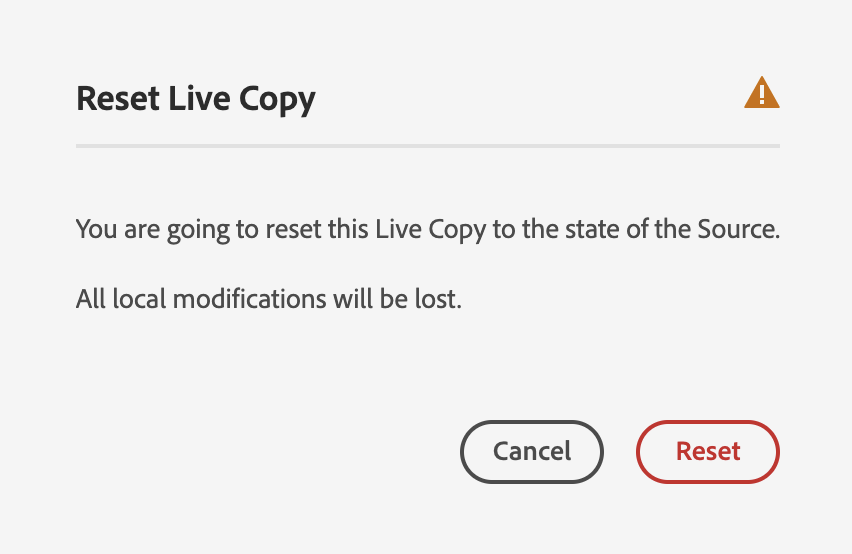 Reset Live Copy
You are going to reset this Live Copy to the state of the Source.
All local modifications will be lost.
Cancel
Reset